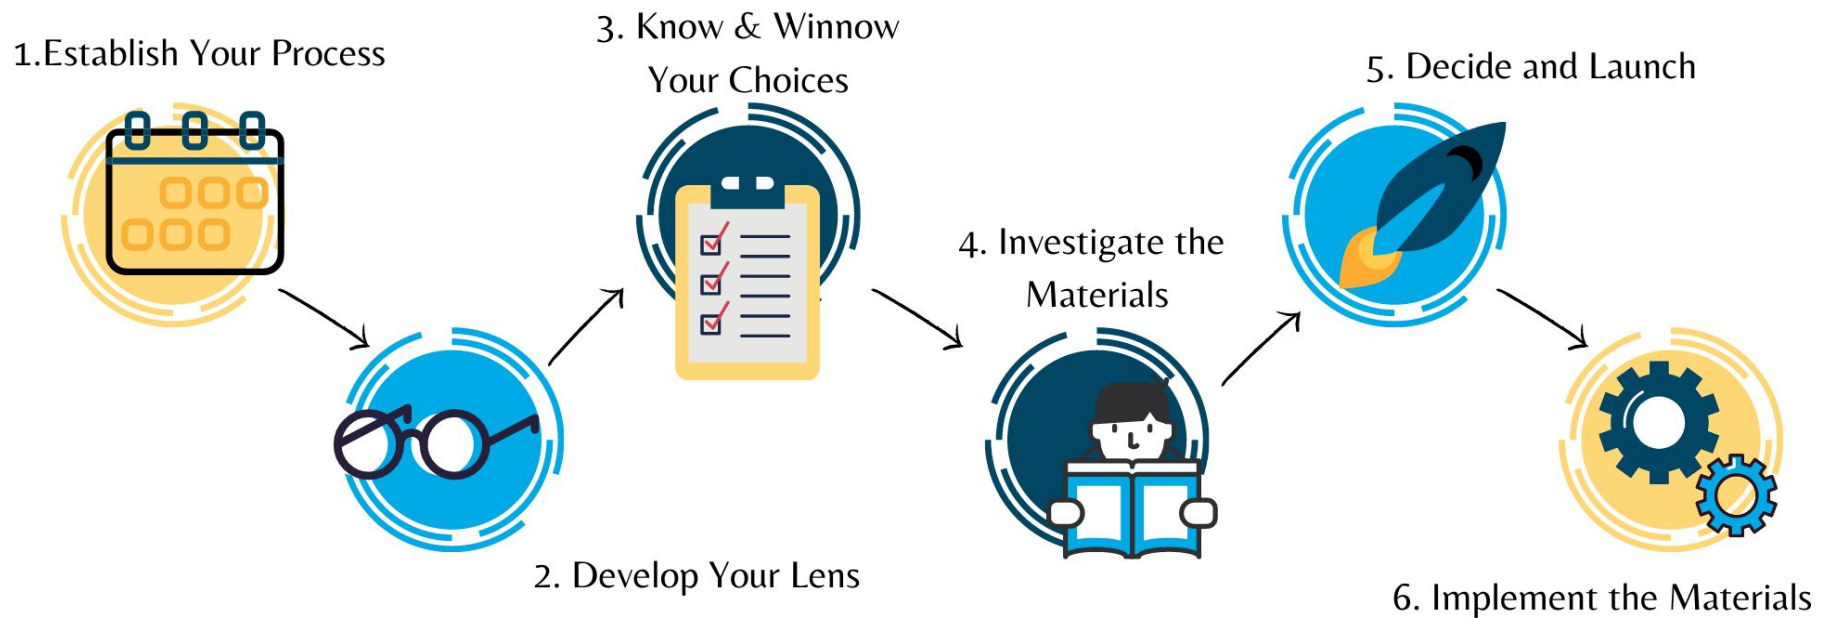 1.Establish Your Process
2. Develop Your Lens
3. Know & Winnow
Your Choices
4. Investigate the
Materials
5. Decide and Launch
6. Implement the Materials